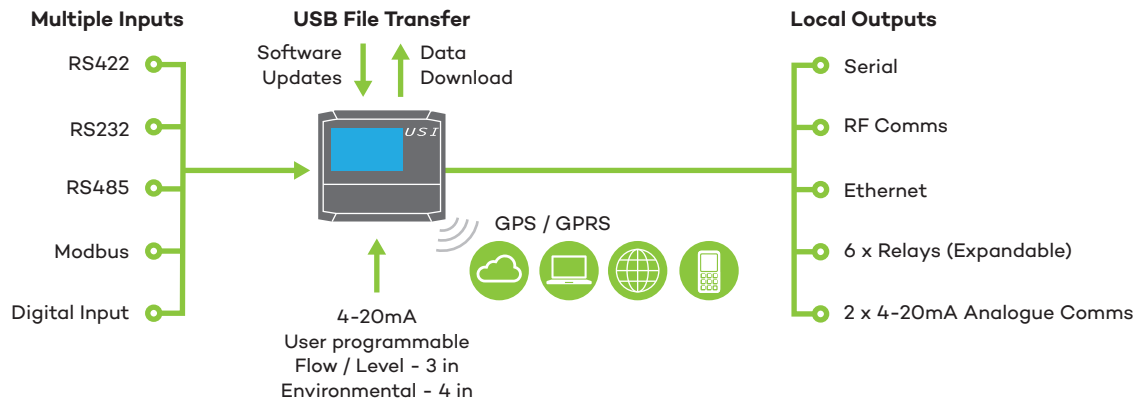 Multiple Inputs
RS422
RS232
RS485
Modbus
Digital Input
USB File Transfer
Software
Updates
Data
Download
USI
GPS / GPRS
4-20mA
User programmable
Flow / Level - 3 in
Environmental - 4 in
Local Outputs
Serial
RF Comms
Ethernet
6 x Relays (Expandable)
2 x 4-20mA Analogue Comms